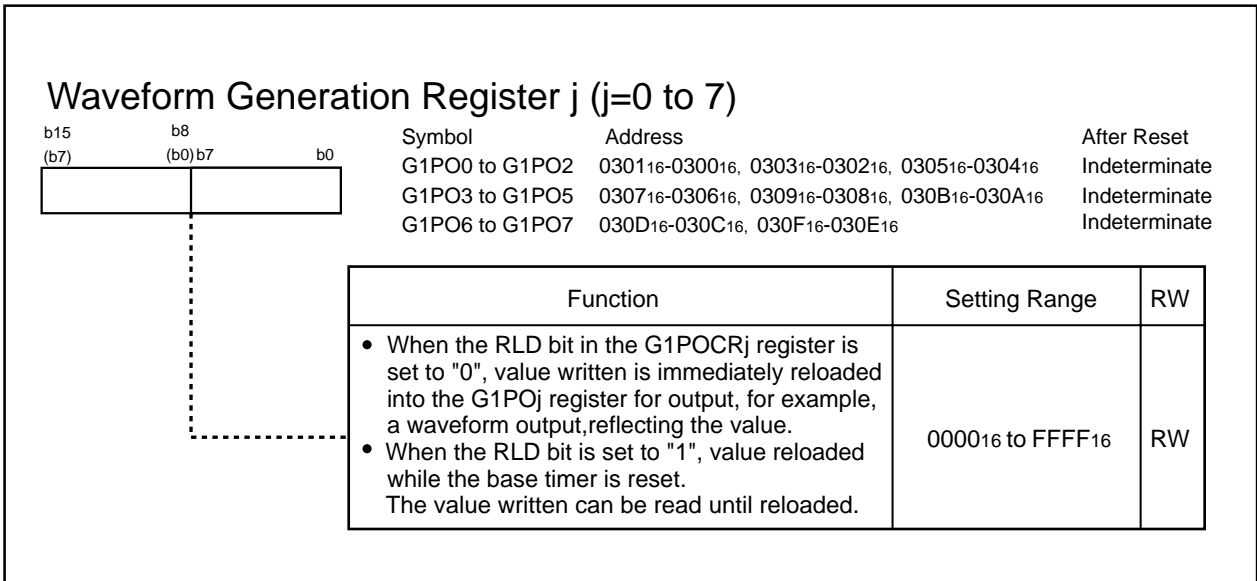 Waveform Generation Register j (j=0 to 7)
b15 b8
(b7) (b0) b7 b0
Symbol Address After Reset
G1PO0 to G1PO2 030116-030016, 030316-030216, 030516-030416 Indeterminate
G1PO3 to G1PO5 030716-030616, 030916-030816, 030B16-030A16 Indeterminate
G1PO6 to G1PO7 030D16-030C16, 030F16-030E16 Indeterminate
Function Setting Range RW
• When the RLD bit in the G1POCRj register is
set to "0", value written is immediately reloaded
into the G1POj register for output, for example,
a waveform output,reflecting the value.
• When the RLD bit is set to "1", value reloaded
while the base timer is reset.
The value written can be read until reloaded.
000016 to FFFF16 RW